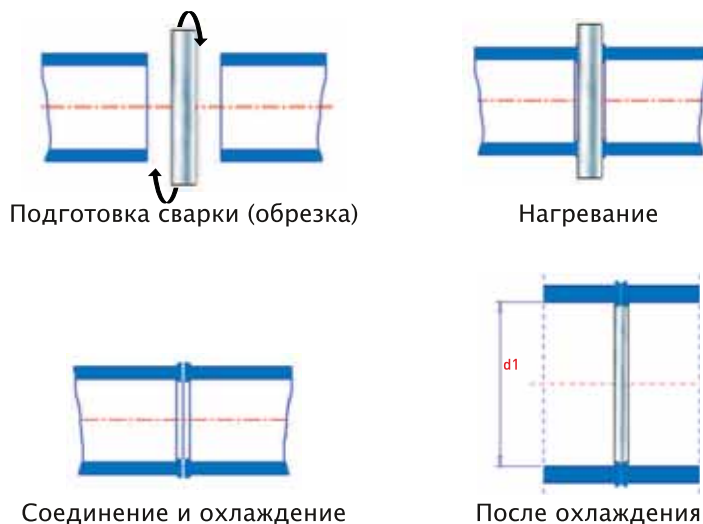 Подготовка сварки (обрезка)
Нагревание
d1
Соединение и охлаждение
После охлаждения